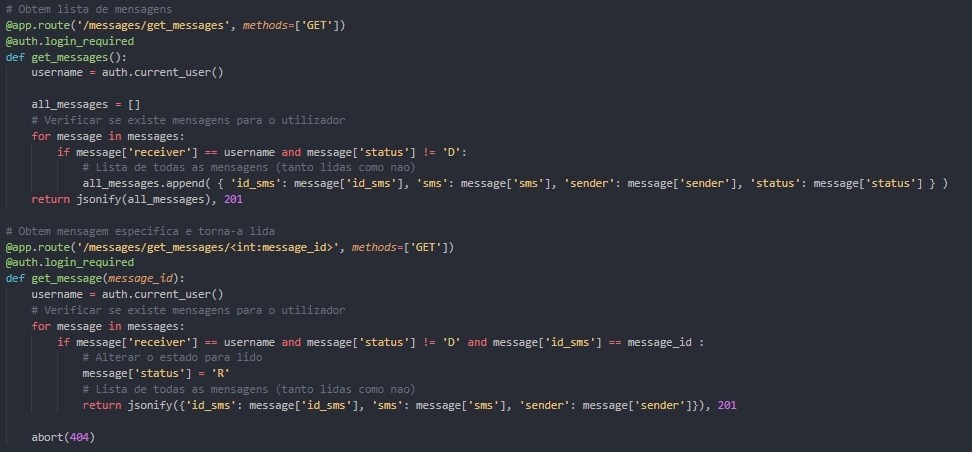 # Obtem lista de mensagens
@app.route('/messages/get_messages', methods=['GET'])
@auth.login_required
def get_messages():
    username = auth.current_user()

    all_messages = []
    # Verificar se existe mensagens para o utilizador
    for message in messages:
        if message['receiver'] == username and message['status'] != 'D':
            # Lista de todas as mensagens (tanto lidas como nao)
            all_messages.append( { 'id_sms': message['id_sms'], 'sms': message['sms'], 'sender': message['sender'], 'status': message['status'] } )
    return jsonify(all_messages), 201

# Obtem mensagem especifica e torna-a lida
@app.route('/messages/get_messages/<int:message_id>', methods=['GET'])
@auth.login_required
def get_message(message_id):
    username = auth.current_user()
    # Verificar se existe mensagens para o utilizador
    for message in messages:
        if message['receiver'] == username and message['status'] != 'D' and message['id_sms'] == message_id :
            # Alterar o estado para lido
            message['status'] = 'R'
            # Lista de todas as mensagens (tanto lidas como nao)
            return jsonify({'id_sms': message['id_sms'], 'sms': message['sms'], 'sender': message['sender']}), 201

    abort(404)